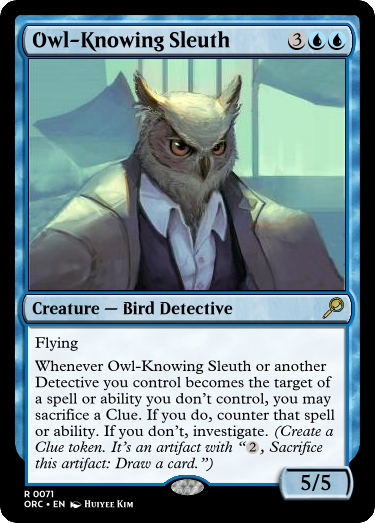 Owl-Knowing Sleuth 3
Creature — Bird Detective
Flying
Whenever Owl-Knowing Sleuth or another
Detective you control becomes the target of
a spell or ability you don't control, you may
sacrifice a Clue. If you do, counter that spell
or ability. If you don't, investigate. (Create
a Clue token. It's an artifact with “2, Sacrifice
this artifact: Draw a card.”)
5/5
R 0071
ORC • EN Huiyee Kim